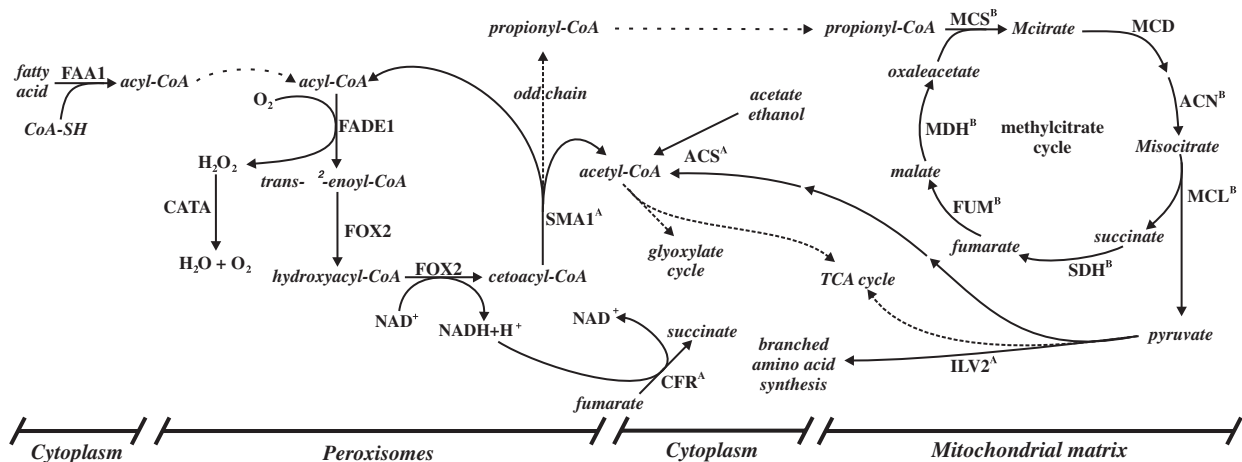 propionyl-CoA
propionyl-CoA
MCS^B
Mcitrate
MCD
fatty
acid
FAA1
acyl-CoA
CoA-SH
acyl-CoA
O2
FADE1
H2O2
trans- 2-enoyl-CoA
CATA
FOX2
H2O + O2
hydroxyacyl-CoA
FOX2
cetoacyl-CoA
NAD+
NADH+H+
odd chain
SMA1^A
acetate
ethanol
acetyl-CoA
ACS^A
glyoxylate
cycle
TCA cycle
NAD+
succinate
CFR^A
fumarate
branched
amino acid
synthesis
ILV2^A
oxaleacetate
ACN^B
MDH^B
methylcitrate
cycle
Misocitrate
malate
MCL^B
FUM^B
succinate
fumarate
SDH^B
pyruvate
Cytoplasm
Peroxisomes
Cytoplasm
Mitochondrial matrix